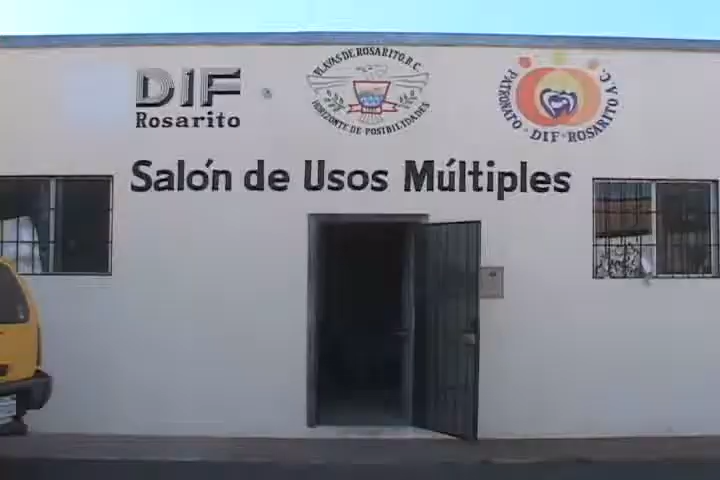 DIF
Rosarito
PLAYAS DE ROSARITO, B.C.
HORIZONTE DE POSIBILIDADES
PATRONATO · DIF · ROSARITO A.C.
Salón de Usos Múltiples